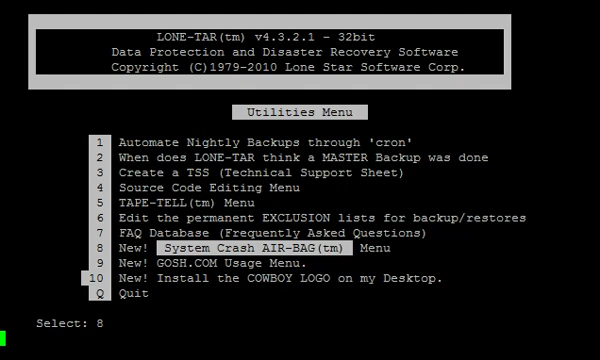 LONE-TAR(tm) v4.3.2.1 - 32bit
Data Protection and Disaster Recovery Software
Copyright (C)1979-2010 Lone Star Software Corp.
Utilities Menu
1 Automate Nightly Backups through 'cron'
2 When does LONE-TAR think a MASTER Backup was done
3 Create a TSS (Technical Support Sheet)
4 Source Code Editing Menu
5 TAPE-TELL(tm) Menu
6 Edit the permanent EXCLUSION lists for backup/restores
7 FAQ Database (Frequently Asked Questions)
8 New! System Crash AIR-BAG(tm) Menu
9 New! GOSH.COM Usage Menu.
10 New! Install the COWBOY LOGO on my Desktop.
Q Quit
Select: 8